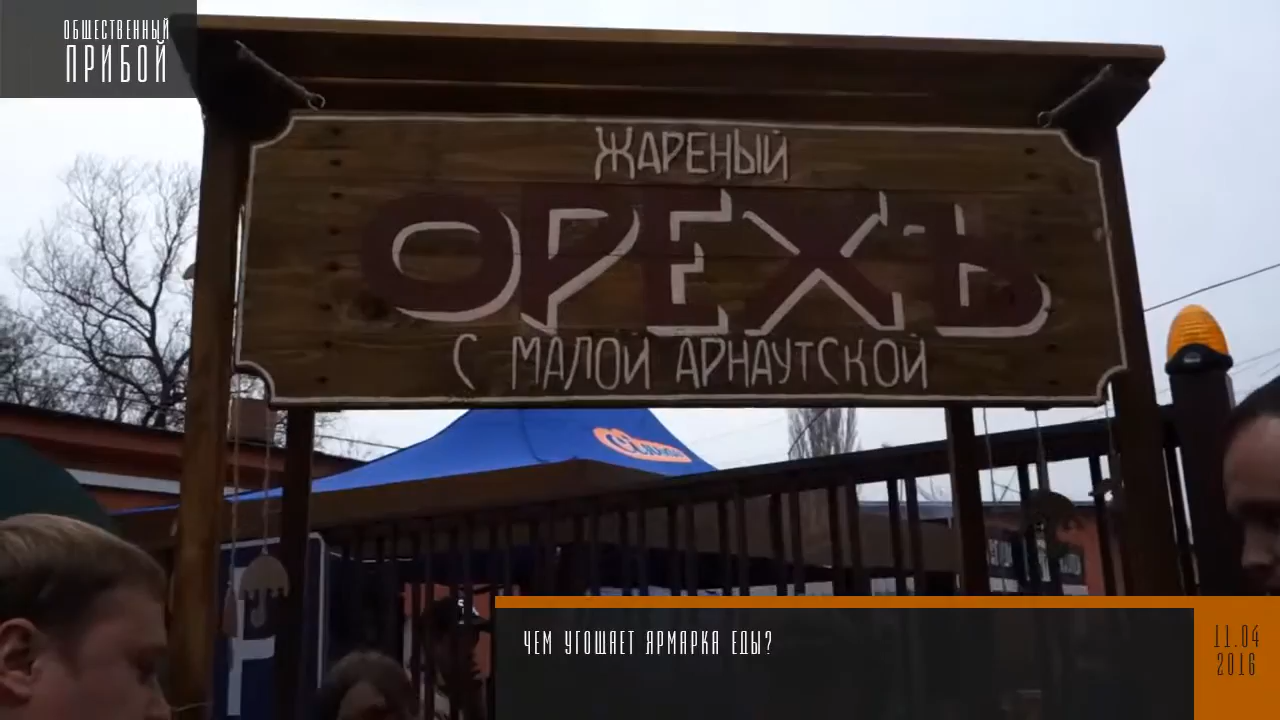 ОБЩЕСТВЕННЫЙ
ПРИБОЙ
ЖАРЕНЫЙ
ОРЕХЪ
С МАЛОЙ АРНАУТСКОЙ
ЧЕМ УГОЩАЕТ ЯРМАРКА ЕДЫ?
11.04
2016